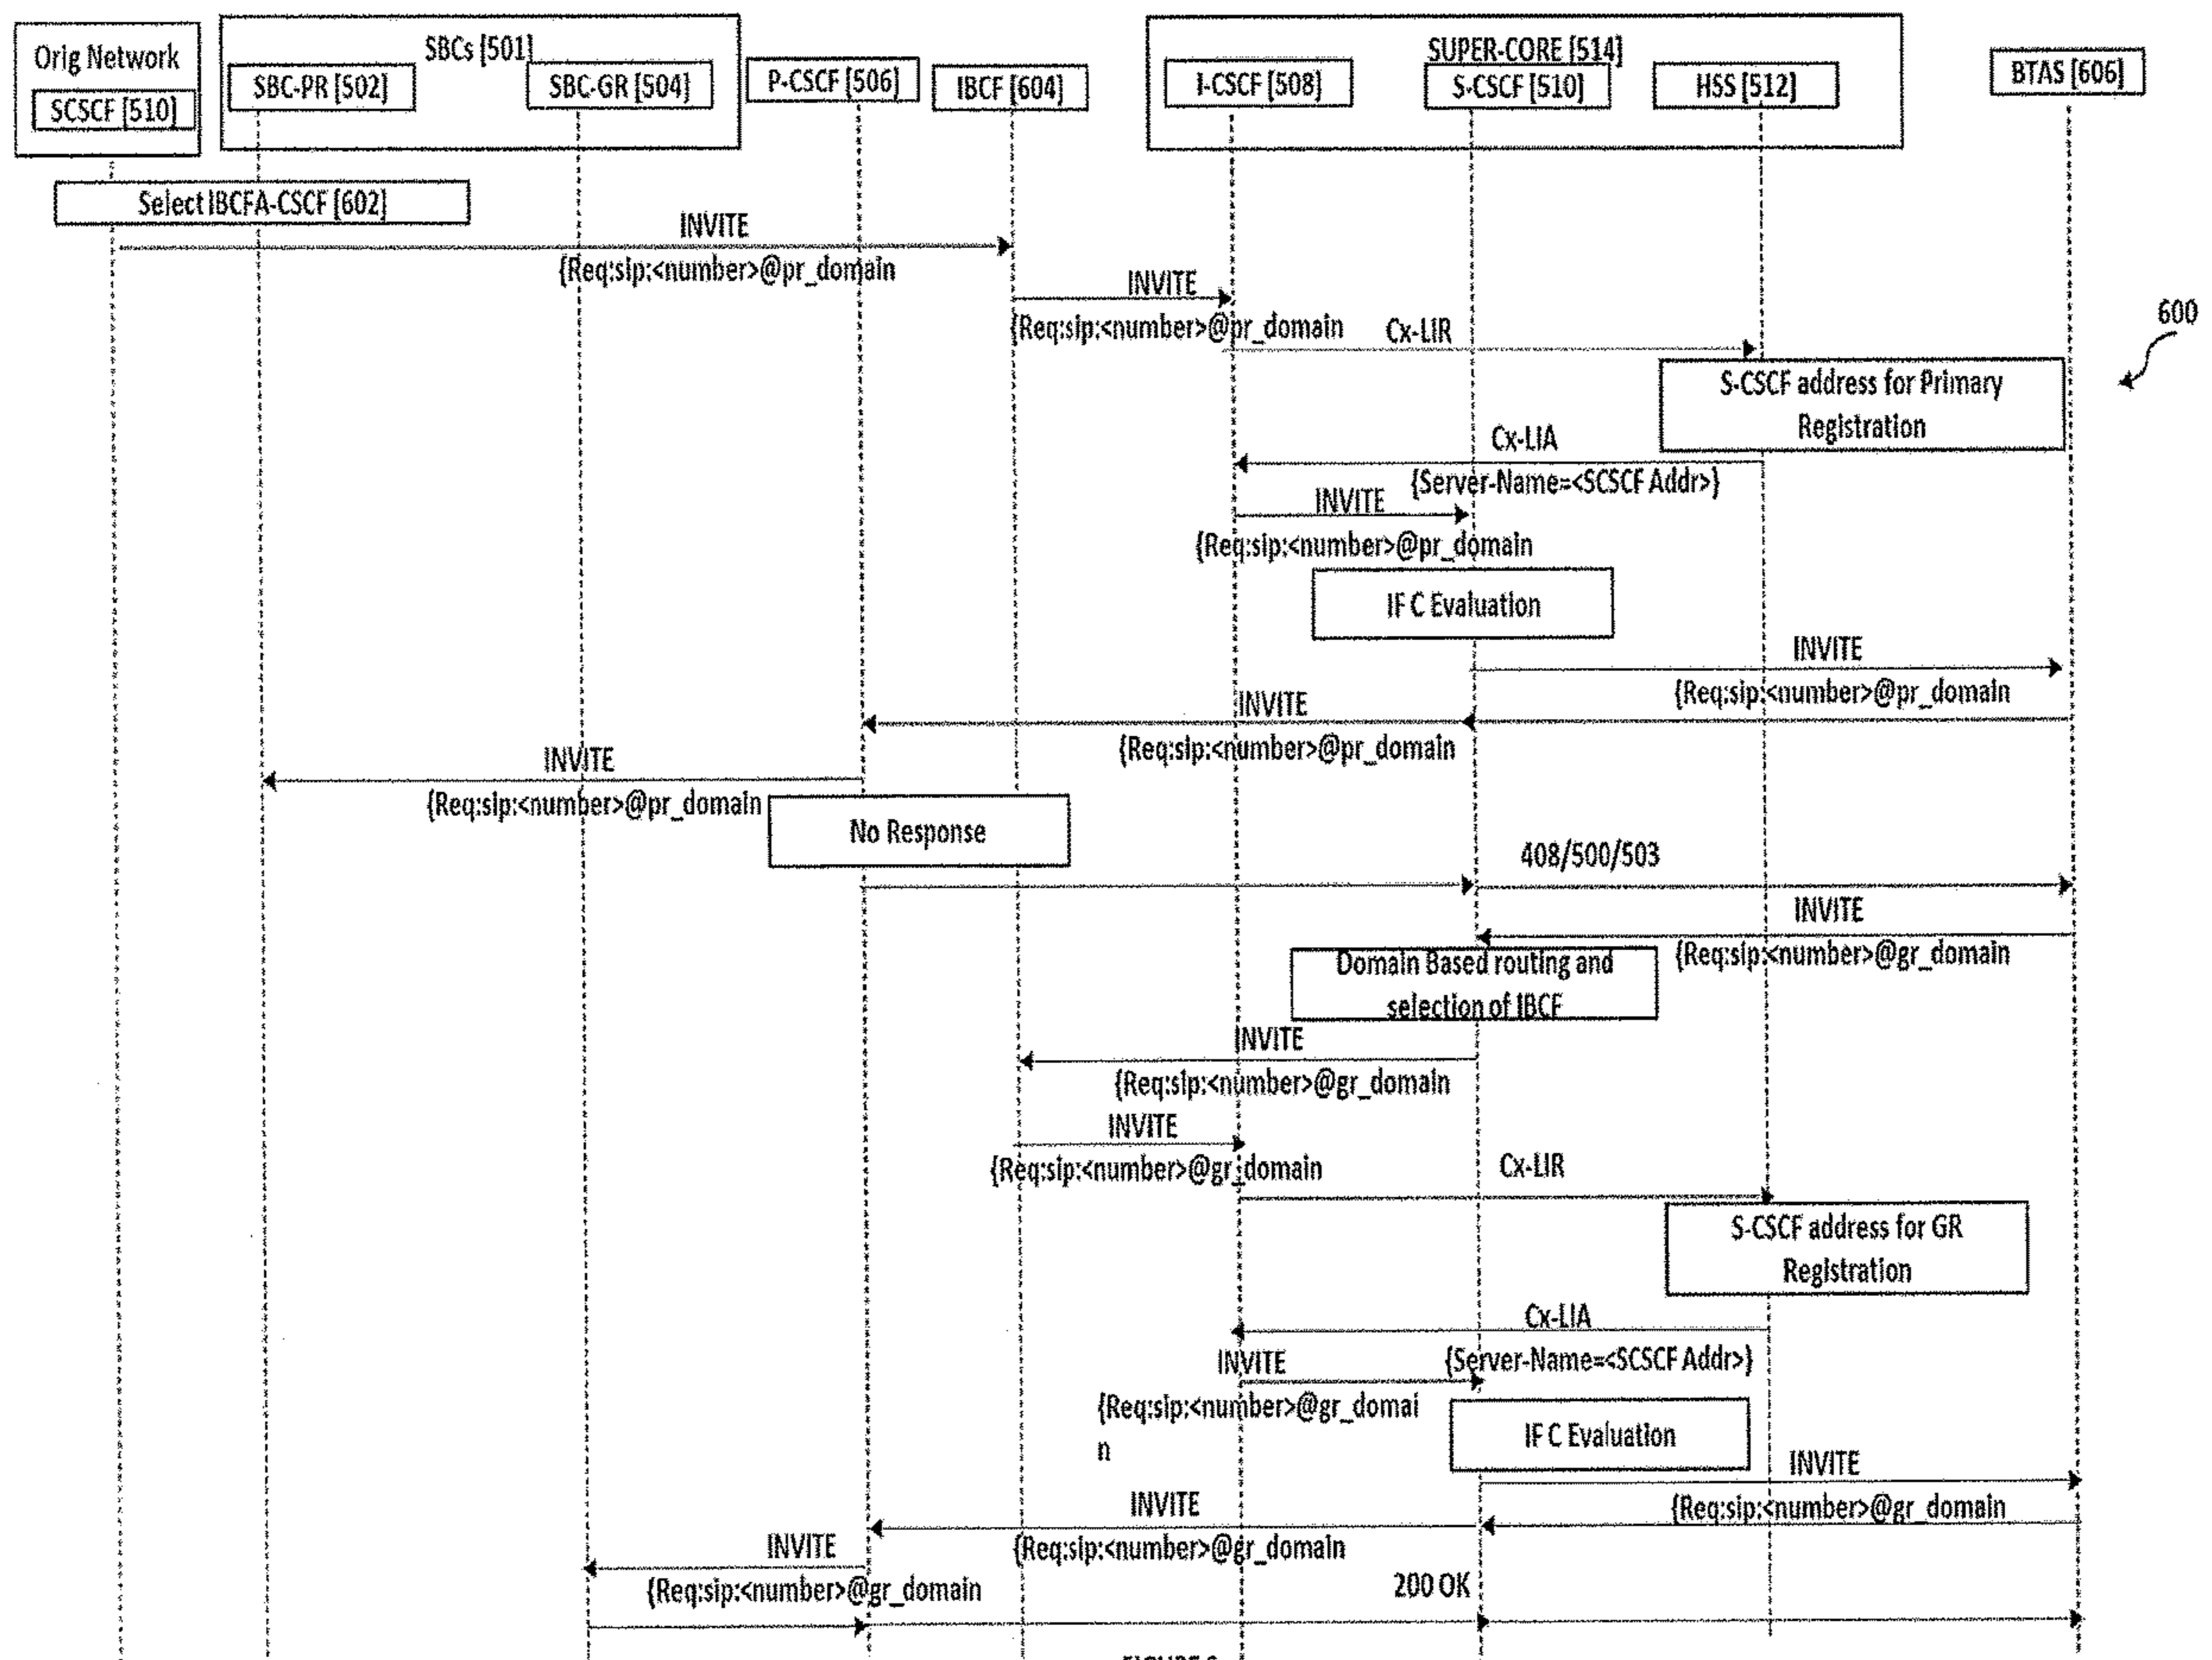 Orig Network
SCSCF [510]
SBCs [501]
SBC-PR [502]
SBC-GR [504]
P-CSCF [506]
IBCF [604]
SUPER-CORE [514]
I-CSCF [508]
S-CSCF [510]
HSS [512]
BTAS [606]
Select IBCFA-CSCF [602]
INVITE
{Req:sip:<number>@pr_domain
INVITE
{Req:sip:<number>@pr_domain
Cx-LIR
600
S-CSCF address for Primary
Registration
Cx-LIA
{Server-Name=<SCSCF Addr>}
INVITE
{Req:sip:<number>@pr_domain
IF C Evaluation
INVITE
{Req:sip:<number>@pr_domain
INVITE
{Req:sip:<number>@pr_domain
INVITE
{Req:sip:<number>@pr_domain
No Response
408/500/503
INVITE
{Req:sip:<number>@gr_domain
Domain Based routing and
selection of IBCF
INVITE
{Req:sip:<number>@gr_domain
INVITE
{Req:sip:<number>@gr_domain
Cx-LIR
S-CSCF address for GR
Registration
Cx-LIA
{Server-Name=<SCSCF Addr>}
INVITE
{Req:sip:<number>@gr_domai
n
IF C Evaluation
INVITE
{Req:sip:<number>@gr_domain
INVITE
{Req:sip:<number>@gr_domain
INVITE
{Req:sip:<number>@gr_domain
200 OK